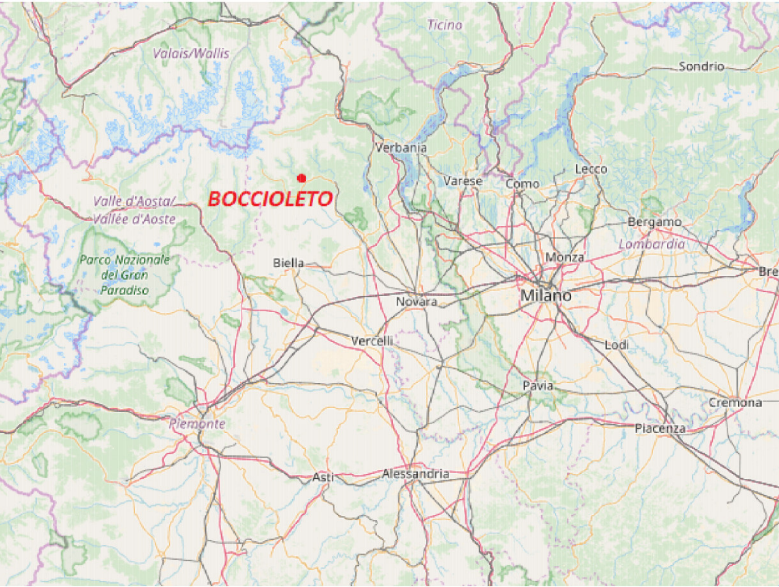 Ticino
Valais/Wallis
Sondrio
Verbania
Lecco
Varese
Como
BOCCIOLETO
Valle d'Aosta/
Vallée d'Aoste
Bergamo
Lombardia
Parco Nazionale
del Gran
Paradiso
Biella
Monza
Bre
Milano
Novara
Vercelli
Lodi
Pavia
Cremona
Piemonte
Piacenza
Asti
Alessandria